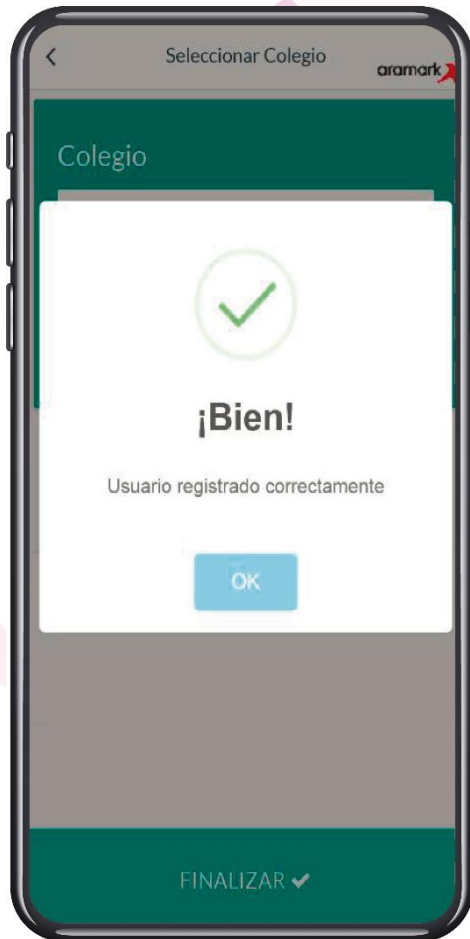 Seleccionar Colegio
aramark
Colegio
¡Bien!
Usuario registrado correctamente
OK
FINALIZAR ✔